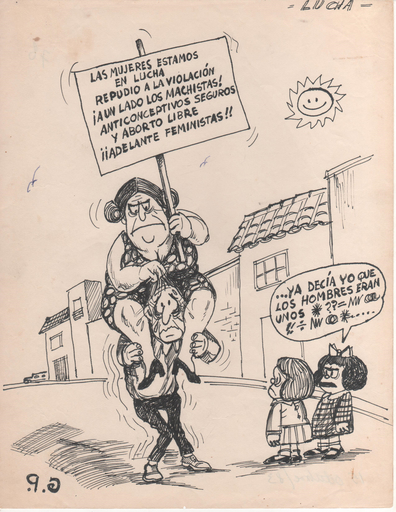 - LUCHA -
LAS MUJERES ESTAMOS
EN LUCHA
REPUDIO A LA VIOLACIÓN
¡A UN LADO LOS MACHISTAS!
ANTICONCEPTIVOS SEGUROS
Y ABORTO LIBRE
¡¡ADELANTE FEMINISTAS!!
...YA DECÍA YO QUE
LOS HOMBRES ERAN
UNOS
G.P.